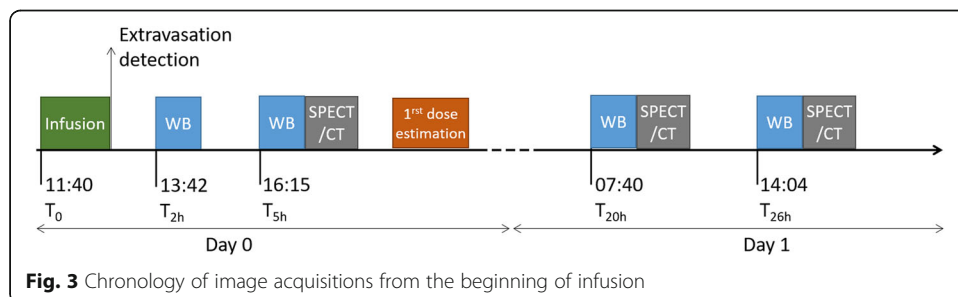 Extravasation
detection
Infusion
WB
WB
SPECT
/CT
1rst dose
estimation
WB
SPECT
/CT
WB
SPECT
/CT
11:40
13:42
16:15
07:40
14:04
T0
T2h
T5h
T20h
T26h
Day 0
Day 1
Fig. 3 Chronology of image acquisitions from the beginning of infusion